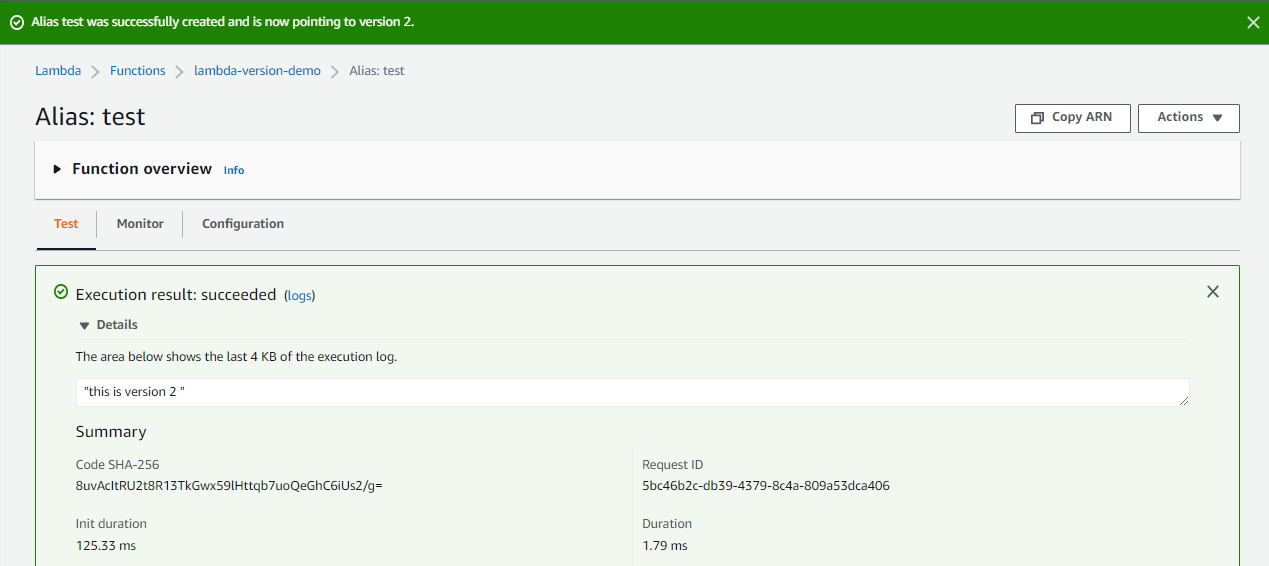 Alias test was successfully created and is now pointing to version 2.
Lambda Functions lambda-version-demo Alias: test
Alias: test
Copy ARN Actions
Function overview Info
Test Monitor Configuration
Execution result: succeeded (logs)
Details
The area below shows the last 4 KB of the execution log.
"this is version 2 "
Summary
Code SHA-256 Request ID
8uvAcItRU2t8R13TkGwx59lHttqb7uoQeGhC6iUs2/g= 5bc46b2c-db39-4379-8c4a-809a53dca406
Init duration Duration
125.33 ms 1.79 ms